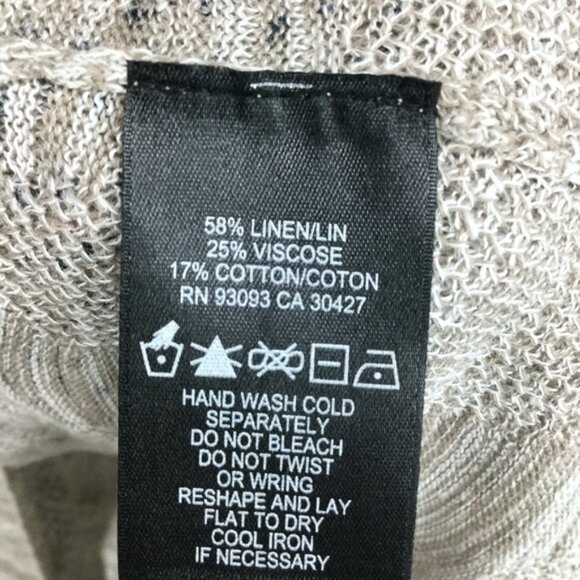 58% LINEN/LIN
25% VISCOSE
17% COTTON/COTON
RN 93093 CA 30427
HAND WASH COLD
SEPARATELY
DO NOT BLEACH
DO NOT TWIST
OR WRING
RESHAPE AND LAY
FLAT TO DRY
COOL IRON
IF NECESSARY